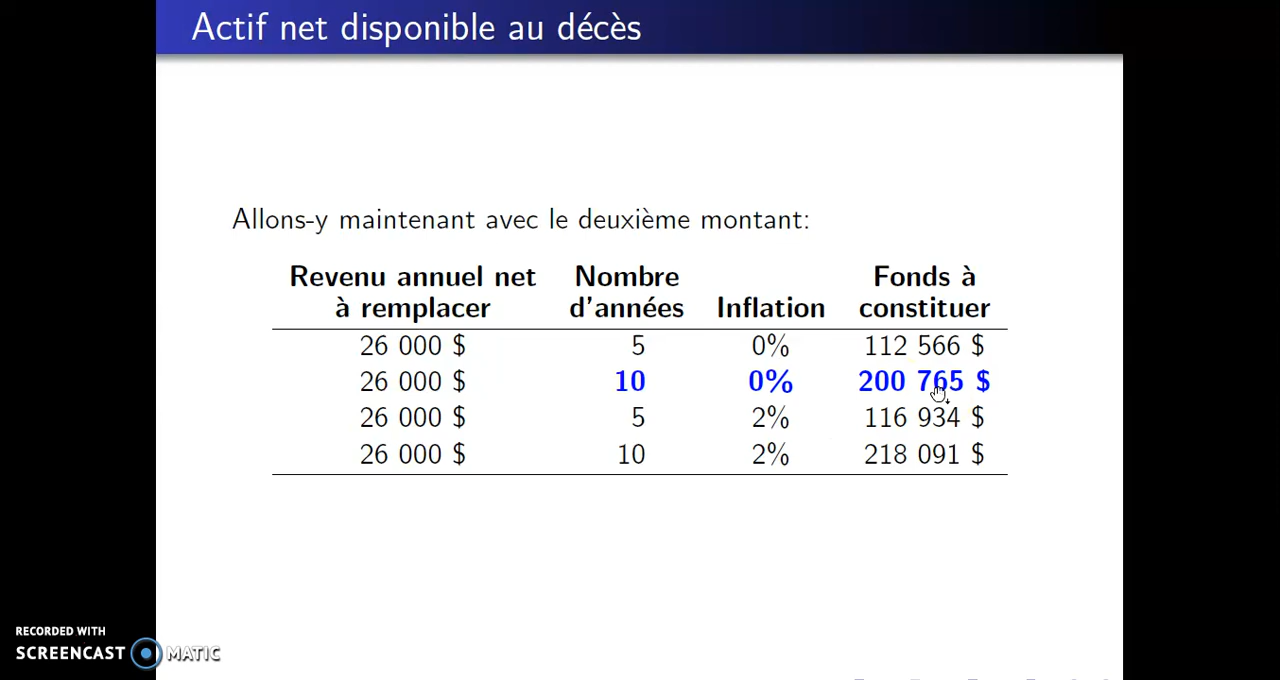 Actif net disponible au décès
Allons-y maintenant avec le deuxième montant:
Revenu annuel net à remplacer Nombre d'années Inflation Fonds à constituer
26 000 $ 5 0% 112 566 $
26 000 $ 10 0% 200 765 $
26 000 $ 5 2% 116 934 $
26 000 $ 10 2% 218 091 $
RECORDED WITH
SCREENCAST MATIC